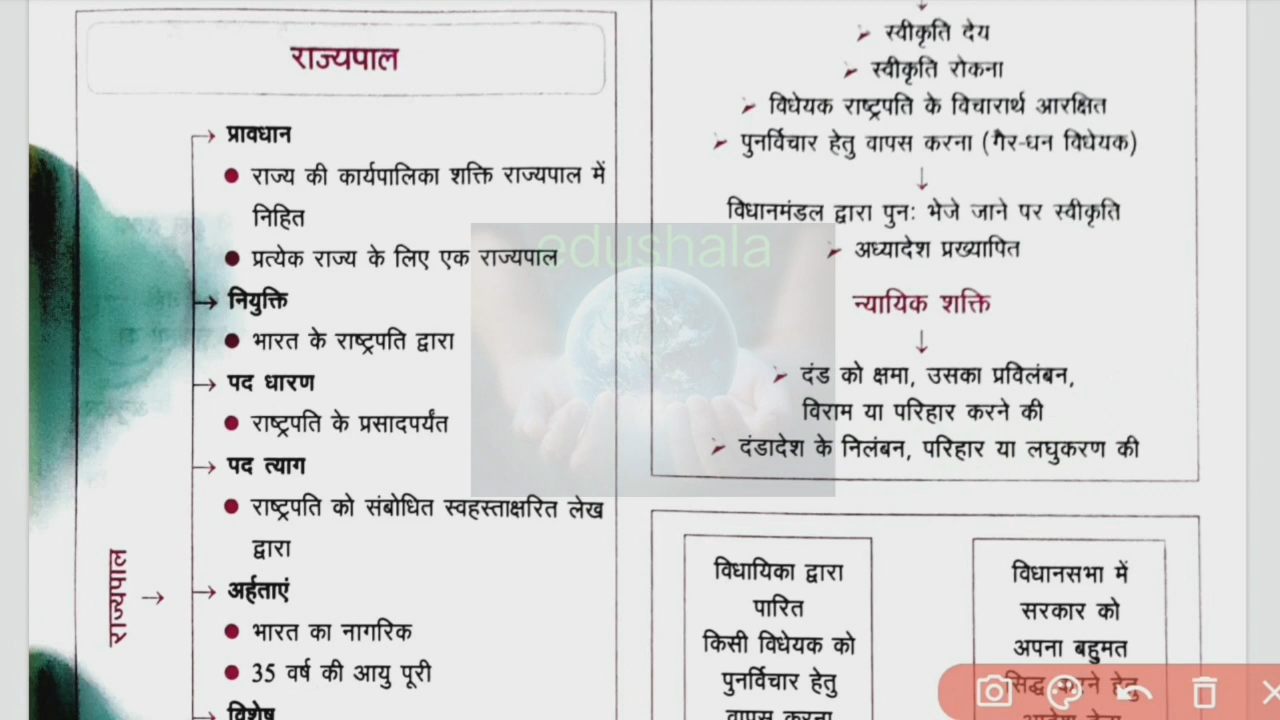 राज्यपाल
प्रावधान
राज्य की कार्यपालिका शक्ति राज्यपाल में
निहित
प्रत्येक राज्य के लिए एक राज्यपाल
नियुक्ति
भारत के राष्ट्रपति द्वारा
पद धारण
राष्ट्रपति के प्रसादपर्यंत
पद त्याग
राष्ट्रपति को संबोधित स्वहस्ताक्षरित लेख
द्वारा
अर्हताएं
भारत का नागरिक
35 वर्ष की आयु पूरी
विशेष
राज्यपाल
स्वीकृति देय
स्वीकृति रोकना
विधेयक राष्ट्रपति के विचारार्थ आरक्षित
पुनर्विचार हेतु वापस करना (गैर-धन विधेयक)
विधानमंडल द्वारा पुनः भेजे जाने पर स्वीकृति
अध्यादेश प्रख्यापित
न्यायिक शक्ति
दंड को क्षमा, उसका प्रविलंबन,
विराम या परिहार करने की
दंडादेश के निलंबन, परिहार या लघुकरण की
edushala
विधायिका द्वारा
पारित
किसी विधेयक को
पुनर्विचार हेतु
वापस करना
विधानसभा में
सरकार को
अपना बहुमत
सिद्ध करने हेतु